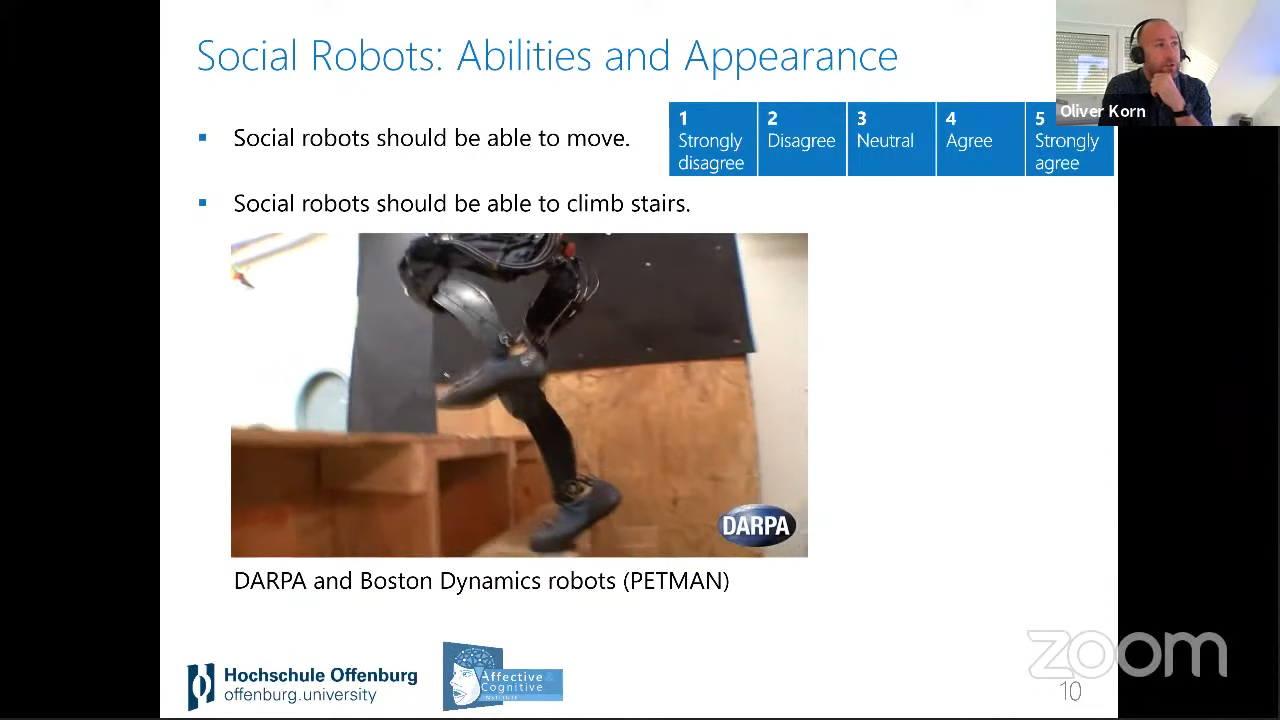 Social Robots: Abilities and Appearance
Oliver Korn
Social robots should be able to move.
1 Strongly disagree
2 Disagree
3 Neutral
4 Agree
5 Strongly agree
Social robots should be able to climb stairs.
DARPA
DARPA and Boston Dynamics robots (PETMAN)
Hochschule Offenburg
offenburg.university
Affective &
Cognitive
INSTITUTE
zoom
10